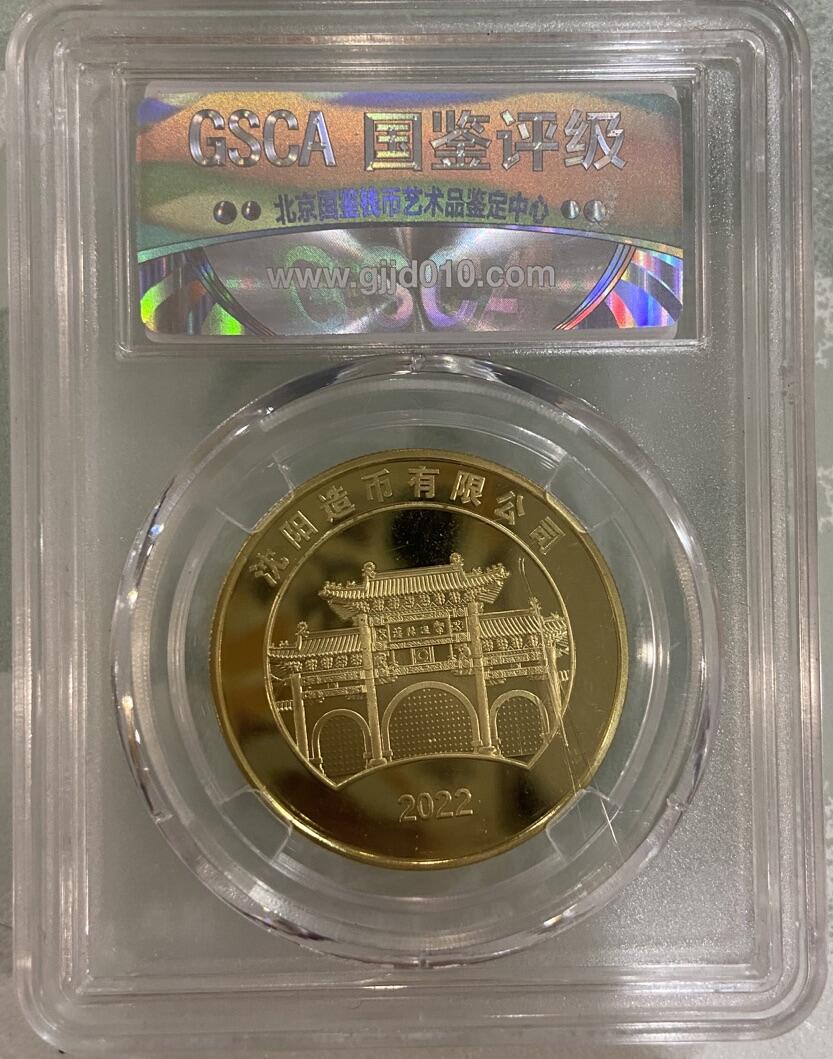 GSCA 国鉴评级
北京国鉴钱币艺术品鉴定中心
www.gjjd010.com
GSCA
沈阳造币有限公司
2022